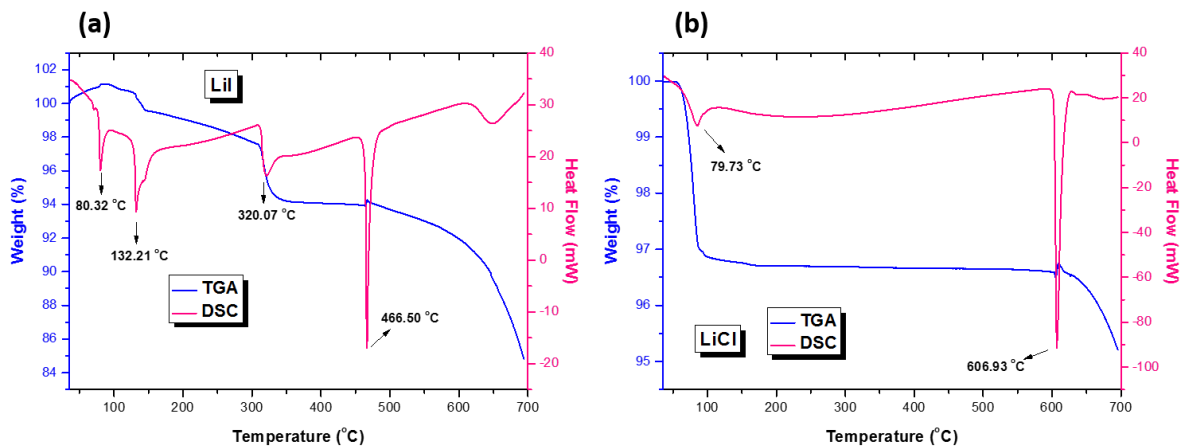 (a)
102
100
98
96
94
92
90
88
86
84
Weight (%)
100
200
300
400
500
600
700
Temperature (°C)
40
30
20
10
0
-10
-20
Heat Flow (mW)
LiI
80.32 °C
132.21 °C
320.07 °C
466.50 °C
TGA
DSC
(b)
100
99
98
97
96
95
Weight (%)
100
200
300
400
500
600
700
Temperature (°C)
40
20
0
-20
-40
-60
-80
-100
Heat Flow (mW)
79.73 °C
LiCl
TGA
DSC
606.93 °C